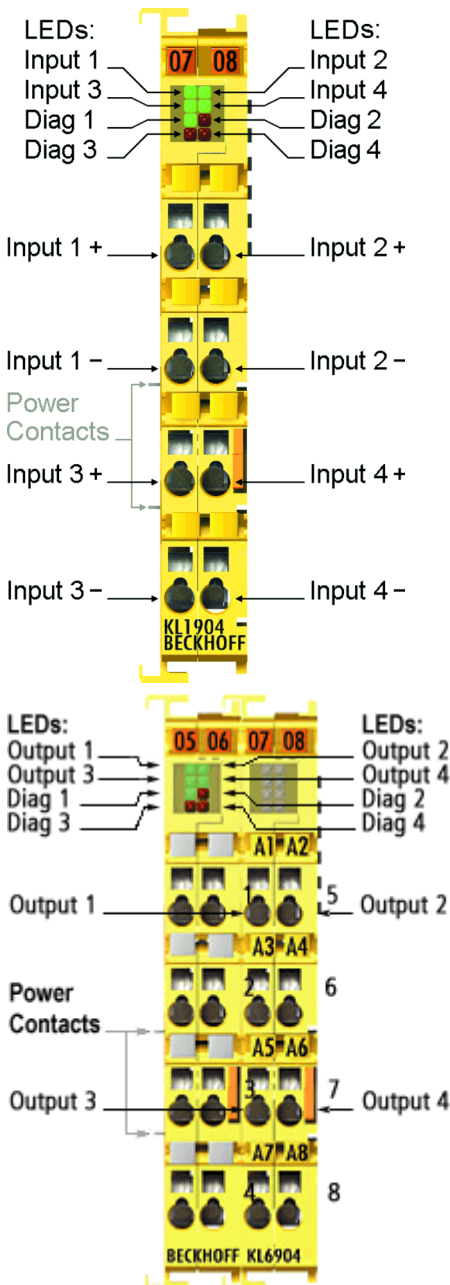 LEDs: LEDs:
Input 1 07 08 Input 2
Input 3 Input 4
Diag 1 Diag 2
Diag 3 Diag 4
Input 1 + Input 2 +
Input 1 – Input 2 –
Power
Contacts
Input 3 + Input 4 +
Input 3 – Input 4 –
KL1904
BECKHOFF
LEDs: LEDs:
Output 1 05 06 07 08 Output 2
Output 3 Output 4
Diag 1 Diag 2
Diag 3 Diag 4
A1 A2
Output 1 1 5 Output 2
A3 A4
2 6
Power
Contacts
A5 A6
Output 3 3 7 Output 4
A7 A8
4 8
BECKHOFF KL6904